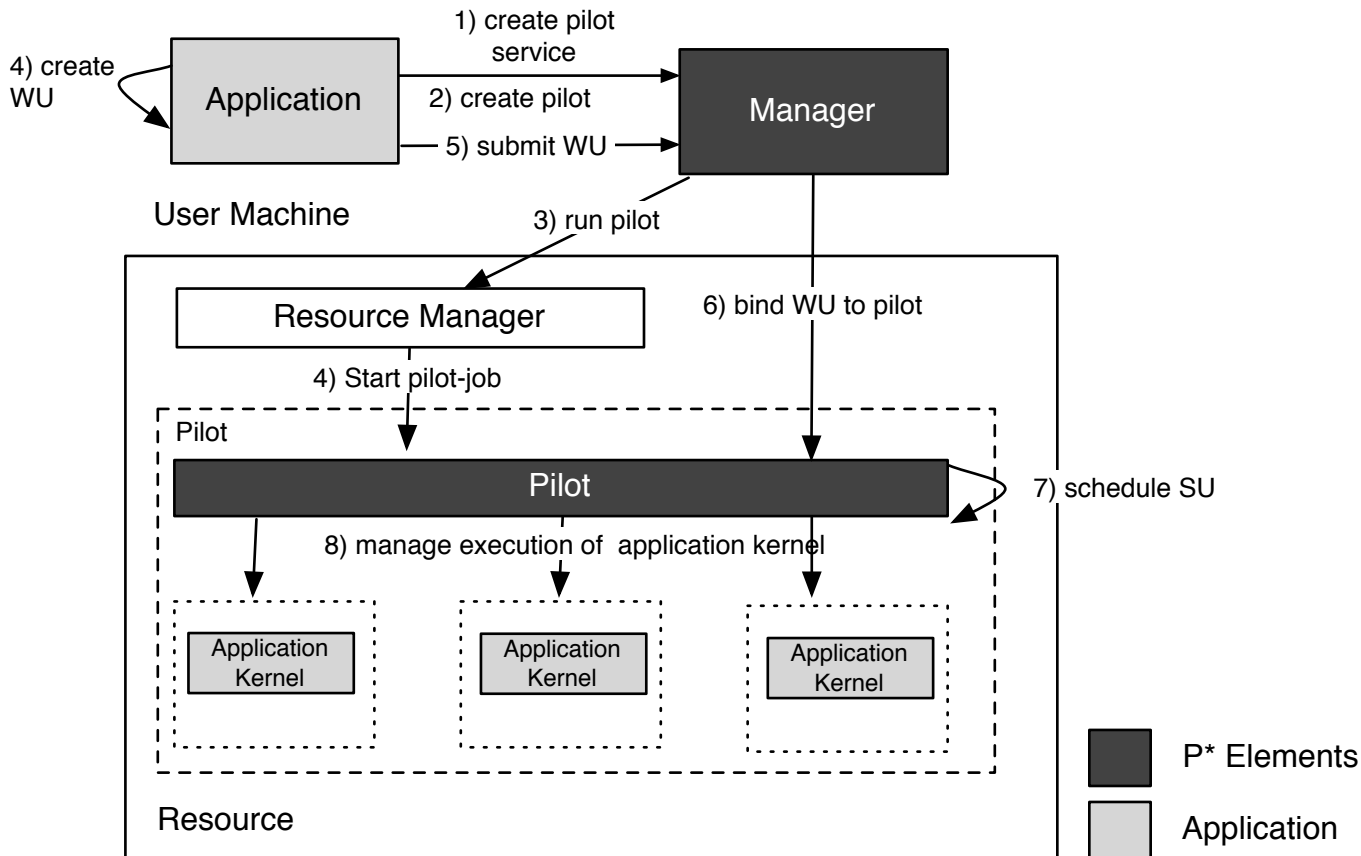 1) create pilot
service
4) create
WU
Application
2) create pilot
Manager
5) submit WU
User Machine
3) run pilot
Resource Manager
6) bind WU to pilot
4) Start pilot-job
Pilot
Pilot
7) schedule SU
8) manage execution of application kernel
Application
Kernel
Application
Kernel
Application
Kernel
P* Elements
Resource
Application